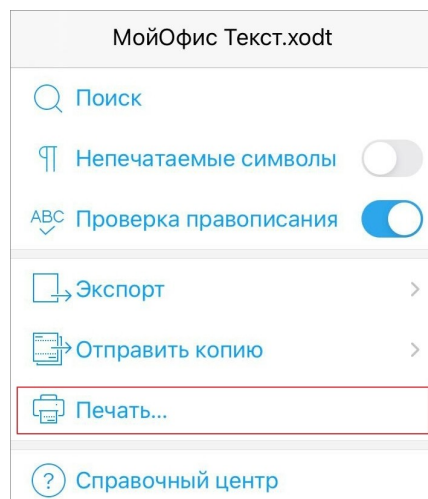 МойОфис Текст.xodt
Поиск
Непечатаемые символы
ABC Проверка правописания
Экспорт
Отправить копию
Печать...
? Справочный центр